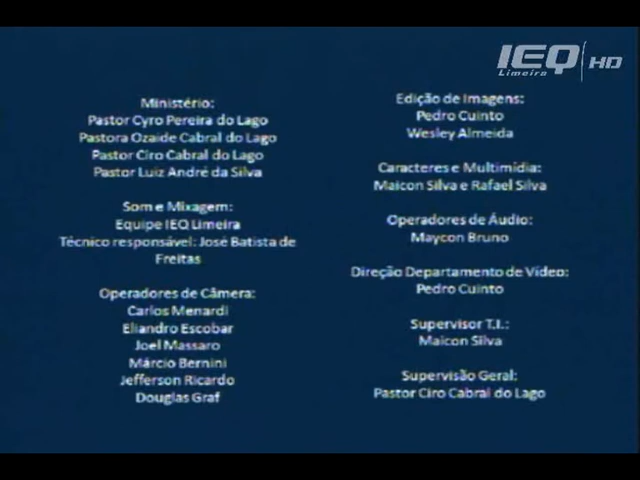 IEQ HD
Limeira
Ministério:
Pastor Cyro Pereira do Lago
Pastora Ozaide Cabral do Lago
Pastor Ciro Cabral do Lago
Pastor Luiz André da Silva
Som e Mixagem:
Equipe IEQ Limeira
Técnico responsável: José Batista de
Freitas
Operadores de Câmera:
Carlos Menardi
Eliandro Escobar
Joel Massaro
Márcio Bernini
Jefferson Ricardo
Douglas Graf
Edição de Imagens:
Pedro Cuinto
Wesley Almeida
Caracteres e Multimídia:
Maicon Silva e Rafael Silva
Operadores de Áudio:
Maycon Bruno
Direção Departamento de Vídeo:
Pedro Cuinto
Supervisor T.I.:
Maicon Silva
Supervisão Geral:
Pastor Ciro Cabral do Lago